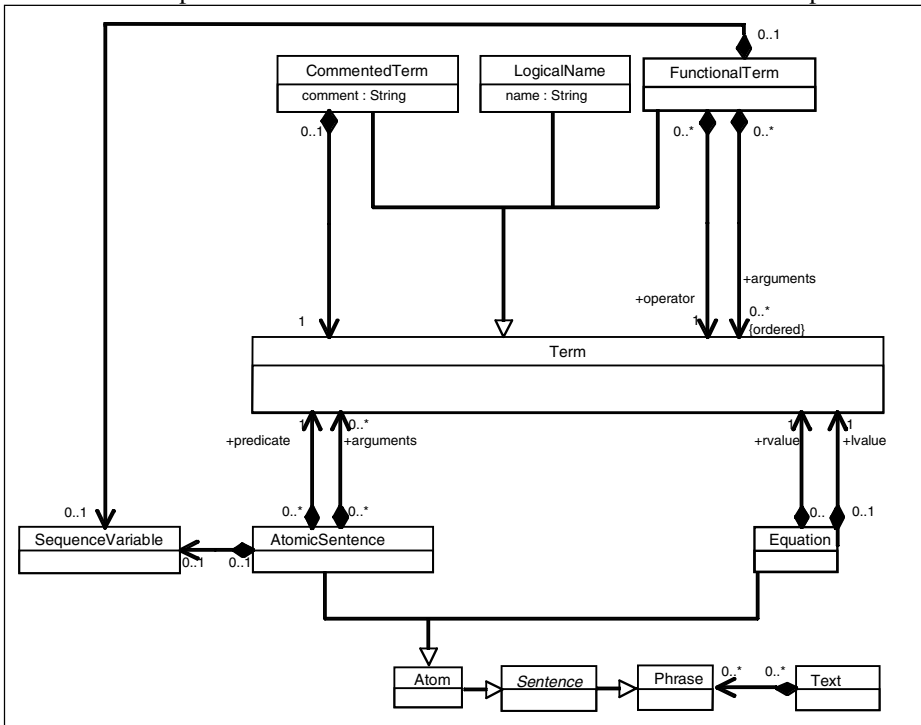 0..1
CommentedTerm
LogicalName
FunctionalTerm
comment : String
name : String
0..1
0..*
0..*
+arguments
+operator
0..*
1
1
{ordered}
Term
1
0..*
1
1
+predicate
+arguments
+rvalue
+lvalue
0..1
0..*
0..*
0..
0..1
SequenceVariable
AtomicSentence
Equation
0..1
0..1
Atom
Sentence
Phrase
0..*
0..*
Text